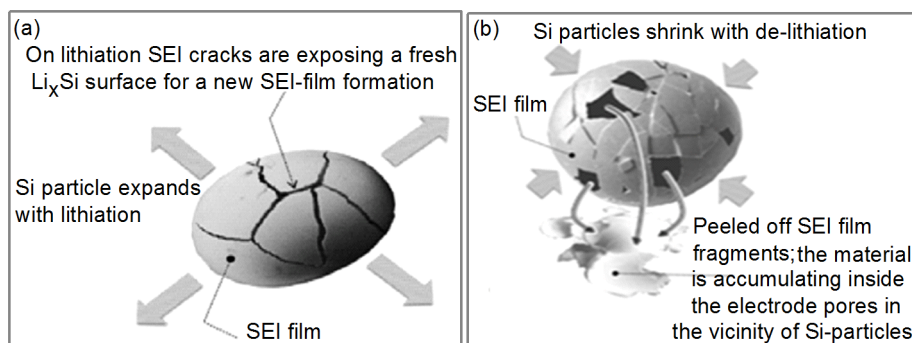 (a)
On lithiation SEI cracks are exposing a fresh
LixSi surface for a new SEI-film formation
Si particle expands
with lithiation
SEI film
(b)
Si particles shrink with de-lithiation
SEI film
Peeled off SEI film
fragments; the material
is accumulating inside
the electrode pores in
the vicinity of Si-particles